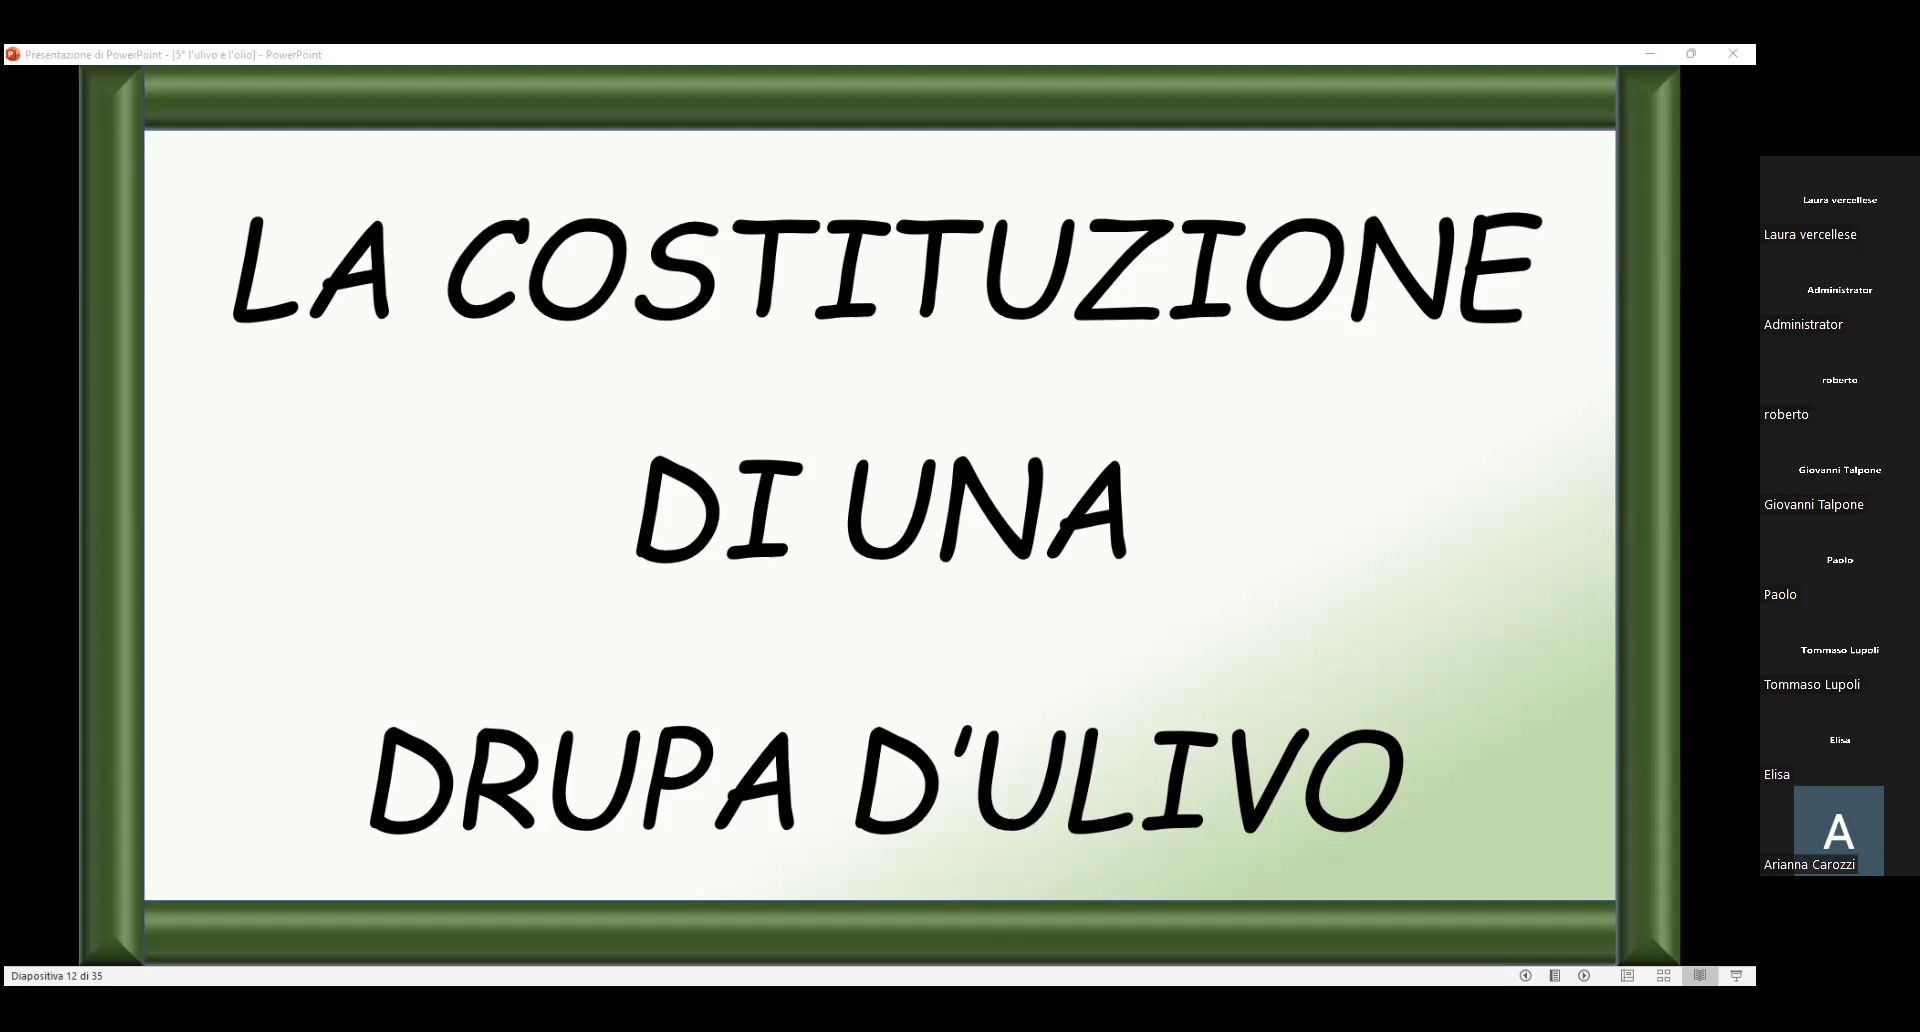 Presentazione di PowerPoint - [5° l'ulivo e l'olio] - PowerPoint
LA COSTITUZIONE
DI UNA
DRUPA D'ULIVO
Diapositiva 12 di 35
Laura vercellese
Laura vercellese
Administrator
Administrator
roberto
roberto
Giovanni Talpone
Giovanni Talpone
Paolo
Paolo
Tommaso Lupoli
Tommaso Lupoli
Elisa
Elisa
A
Arianna Carozzi